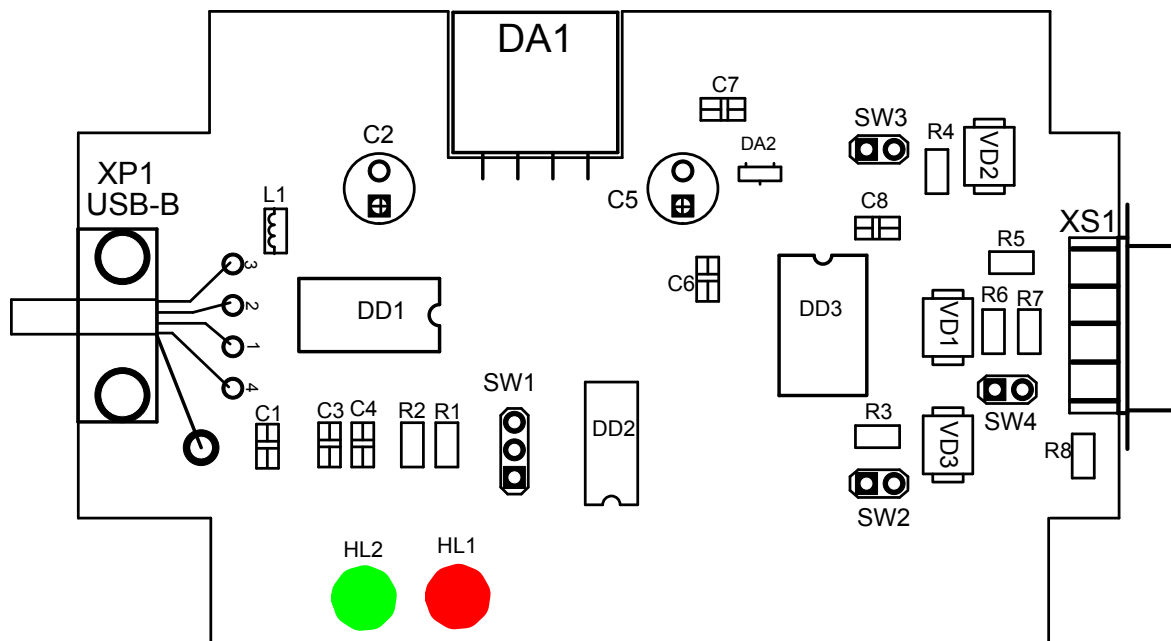 DA1
C7
C2
SW3
R4
VD2
DA2
XP1
USB-B
C5
C8
L1
XS1
R5
3
2
1
4
C6
DD1
DD3
VD1
R6
R7
SW1
SW4
C1
C3
C4
R2
R1
DD2
R3
VD3
R8
SW2
HL2
HL1